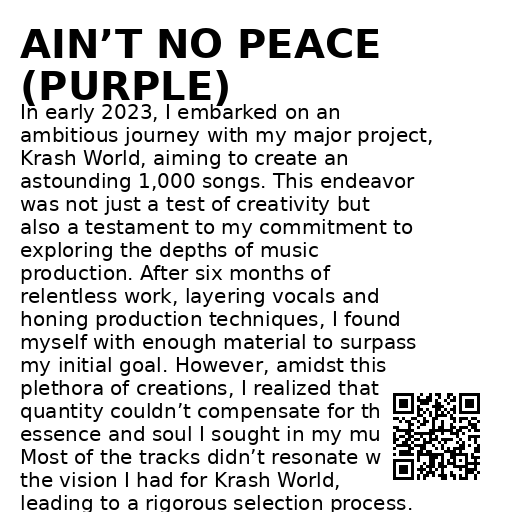 AIN’T NO PEACE
(PURPLE)
In early 2023, I embarked on an
ambitious journey with my major project,
Krash World, aiming to create an
astounding 1,000 songs. This endeavor
was not just a test of creativity but
also a testament to my commitment to
exploring the depths of music
production. After six months of
relentless work, layering vocals and
honing production techniques, I found
myself with enough material to surpass
my initial goal. However, amidst this
plethora of creations, I realized that
quantity couldn’t compensate for th
essence and soul I sought in my mu
Most of the tracks didn’t resonate w
the vision I had for Krash World,
leading to a rigorous selection process.